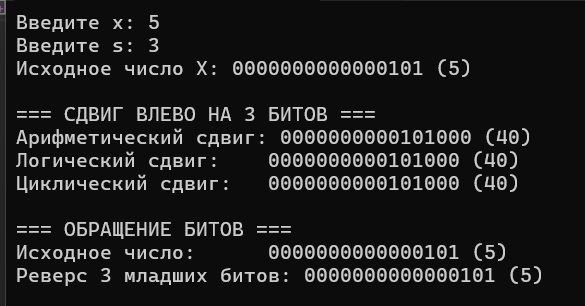 Введите x: 5
Введите s: 3
Исходное число X: 0000000000000101 (5)
=== СДВИГ ВЛЕВО НА 3 БИТОВ ===
Арифметический сдвиг: 0000000000101000 (40)
Логический сдвиг:    0000000000101000 (40)
Циклический сдвиг:   0000000000101000 (40)
=== ОБРАЩЕНИЕ БИТОВ ===
Исходное число:      0000000000000101 (5)
Реверс 3 младших битов: 0000000000000101 (5)